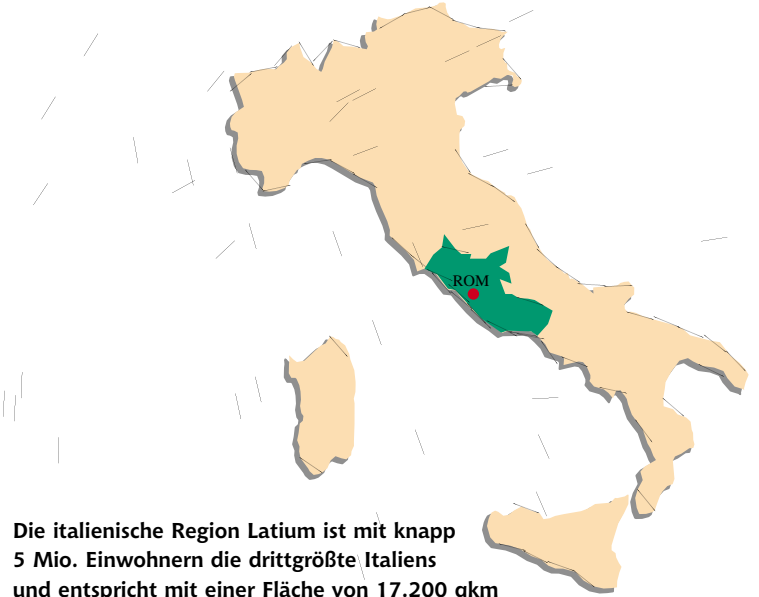 ROM
Die italienische Region Latium ist mit knapp
5 Mio. Einwohnern die drittgrößte Italiens
und entspricht mit einer Fläche von 17.200 qkm